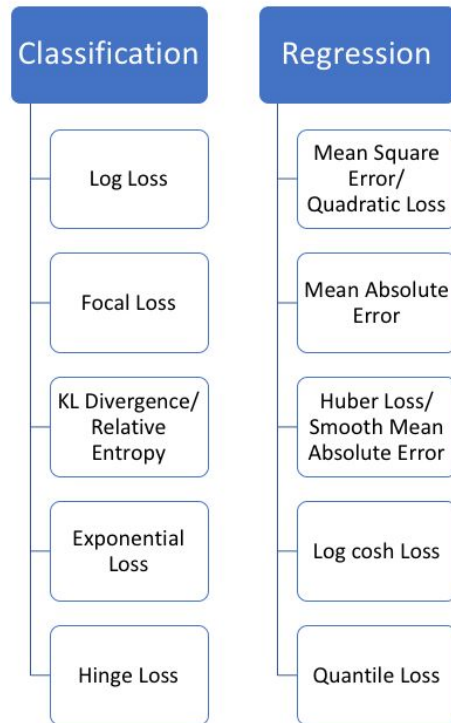 Classification
Log Loss
Focal Loss
KL Divergence/
Relative
Entropy
Exponential
Loss
Hinge Loss
Regression
Mean Square
Error/
Quadratic Loss
Mean Absolute
Error
Huber Loss/
Smooth Mean
Absolute Error
Log cosh Loss
Quantile Loss